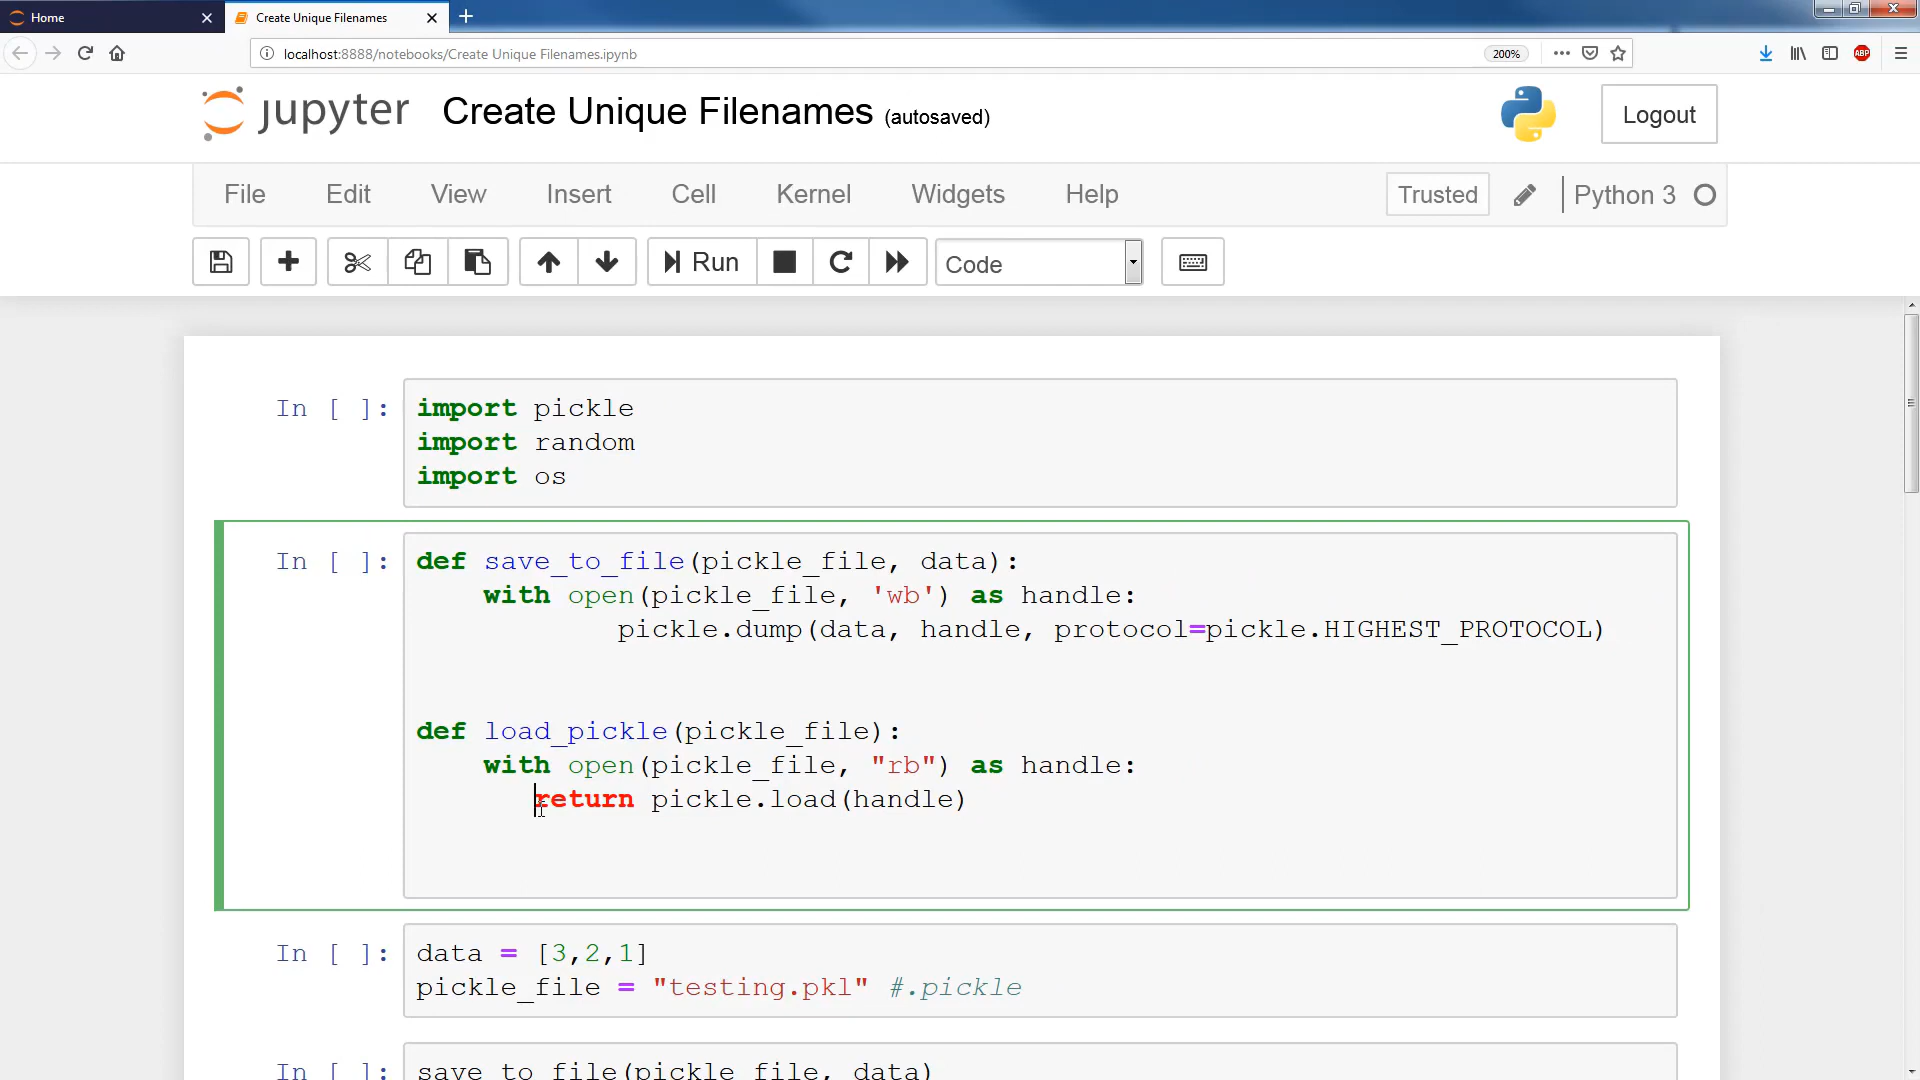 Home
Create Unique Filenames
localhost:8888/notebooks/Create Unique Filenames.ipynb
200%
ABP
jupyter Create Unique Filenames (autosaved)
Logout
File Edit View Insert Cell Kernel Widgets Help
Trusted
Python 3
Run
Code
In [ ]: import pickle
import random
import os
In [ ]: def save_to_file(pickle_file, data):
with open(pickle_file, 'wb') as handle:
pickle.dump(data, handle, protocol=pickle.HIGHEST_PROTOCOL)
def load_pickle(pickle_file):
with open(pickle_file, "rb") as handle:
return pickle.load(handle)
In [ ]: data = [3,2,1]
pickle_file = "testing.pkl" #.pickle
In [ ]: save_to_file(pickle_file, data)